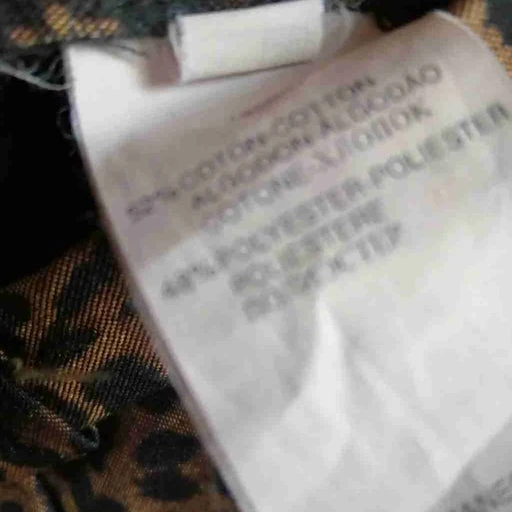 52% COTON-COTTON
ALGODON-ALGODÃO
COTONE-ХЛОПОК
48% POLYESTER-POLIESTER
POLIESTERE
ПОЛИЭСТЕР